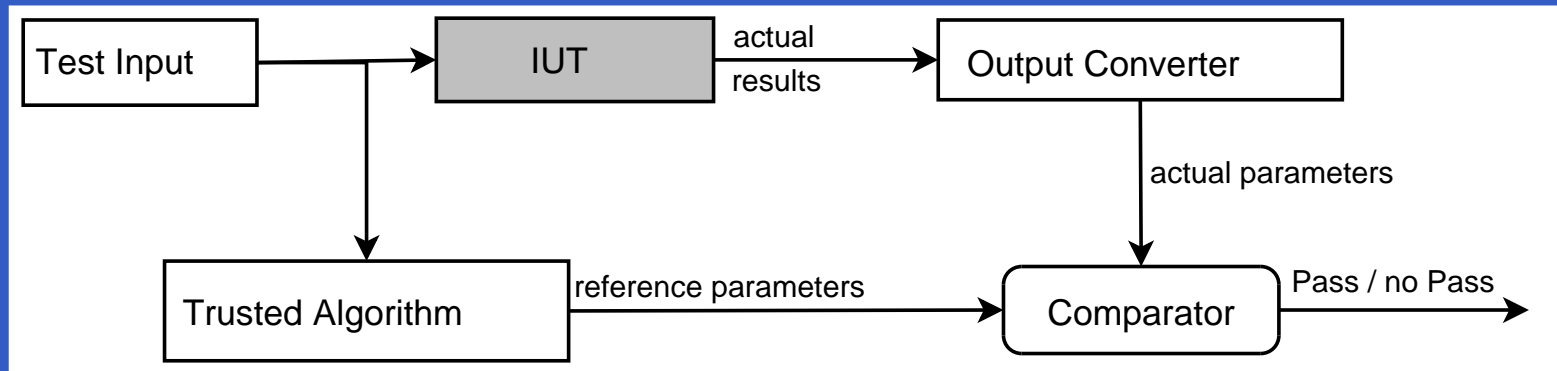 Test Input
IUT
actual
results
Output Converter
actual parameters
Trusted Algorithm
reference parameters
Comparator
Pass / no Pass